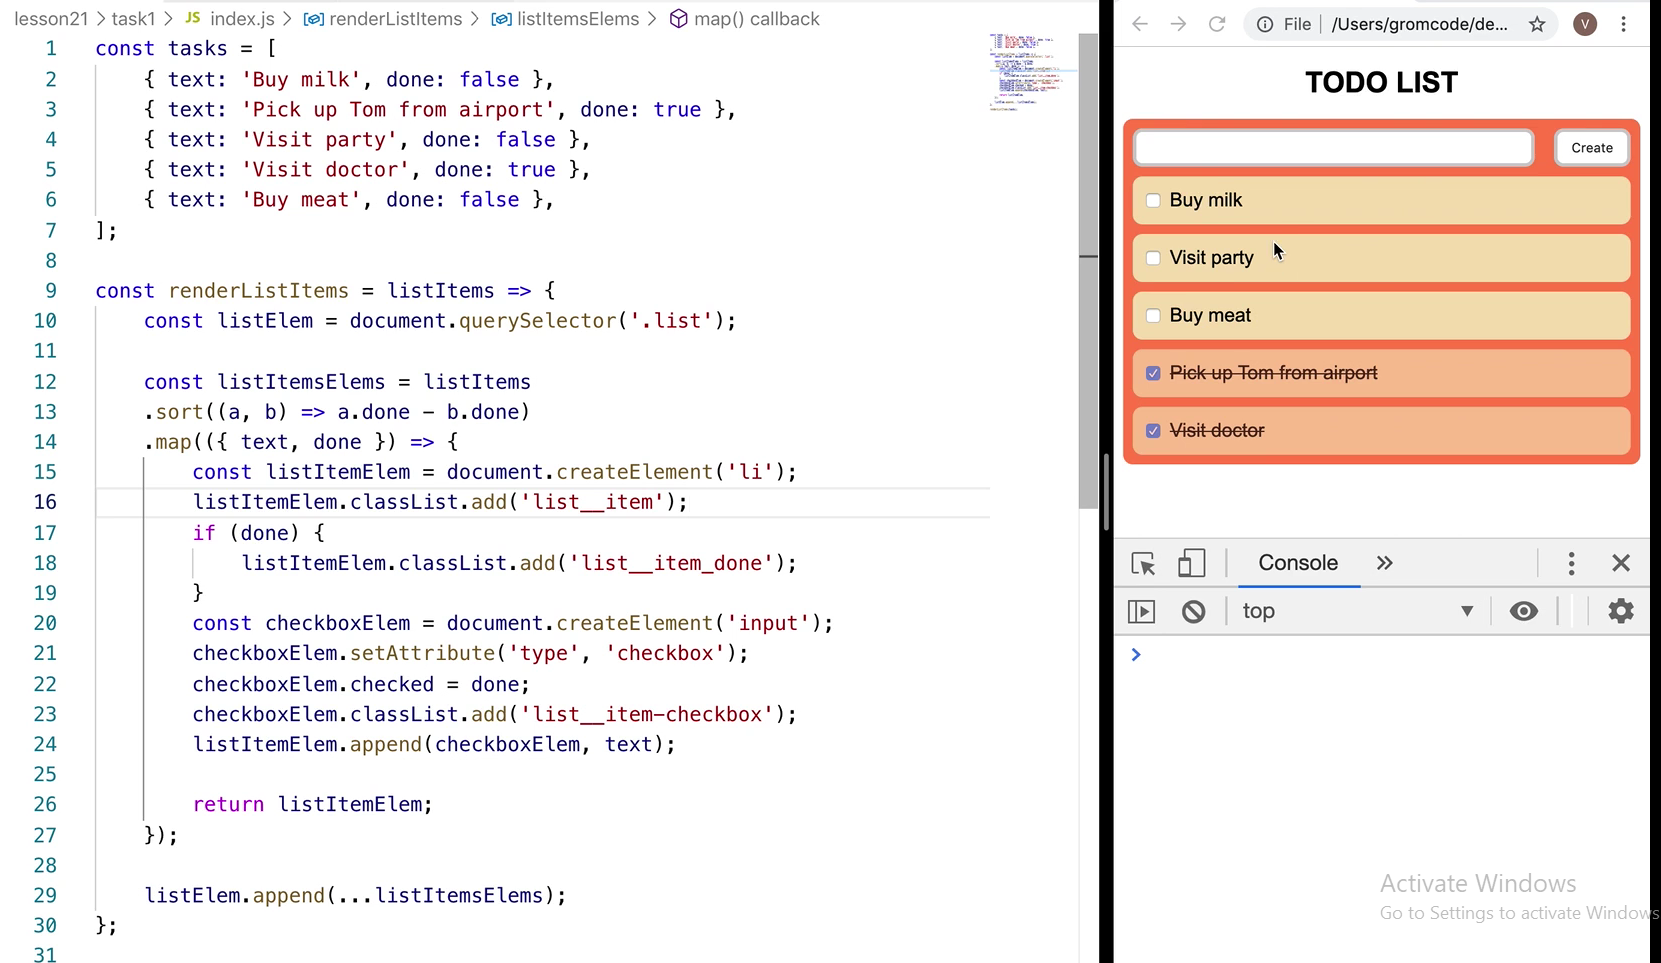 lesson21 > task1 > JS index.js > renderListItems > listItemsElems > map() callback
1 const tasks = [
2 { text: 'Buy milk', done: false },
3 { text: 'Pick up Tom from airport', done: true },
4 { text: 'Visit party', done: false },
5 { text: 'Visit doctor', done: true },
6 { text: 'Buy meat', done: false },
7 ];
8
9 const renderListItems = listItems => {
10 const listElem = document.querySelector('.list');
11
12 const listItemsElems = listItems
13 .sort((a, b) => a.done - b.done)
14 .map(({ text, done }) => {
15 const listItemElem = document.createElement('li');
16 listItemElem.classList.add('list__item');
17 if (done) {
18 listItemElem.classList.add('list__item_done');
19 }
20 const checkboxElem = document.createElement('input');
21 checkboxElem.setAttribute('type', 'checkbox');
22 checkboxElem.checked = done;
23 checkboxElem.classList.add('list__item-checkbox');
24 listItemElem.append(checkboxElem, text);
25
26 return listItemElem;
27 });
28
29 listElem.append(...listItemsElems);
30 };
31
File | /Users/gromcode/de...
V
TODO LIST
Create
Buy milk
Visit party
Buy meat
Pick up Tom from airport
Visit doctor
Console
top
Activate Windows
Go to Settings to activate Windows